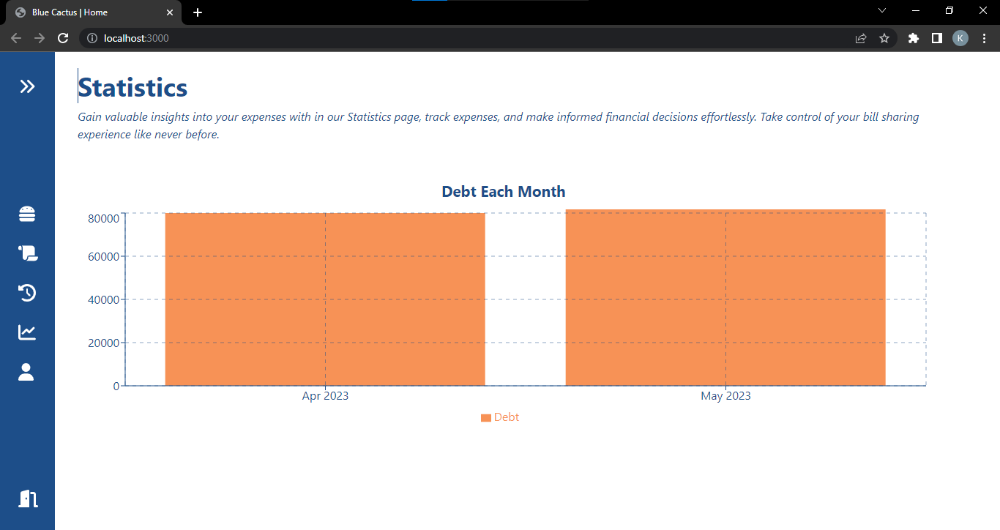 Blue Cactus | Home
localhost:3000
K
Statistics
Gain valuable insights into your expenses with in our Statistics page, track expenses, and make informed financial decisions effortlessly. Take control of your bill sharing
experience like never before.
Debt Each Month
80000
60000
40000
20000
0
Apr 2023 May 2023
Debt